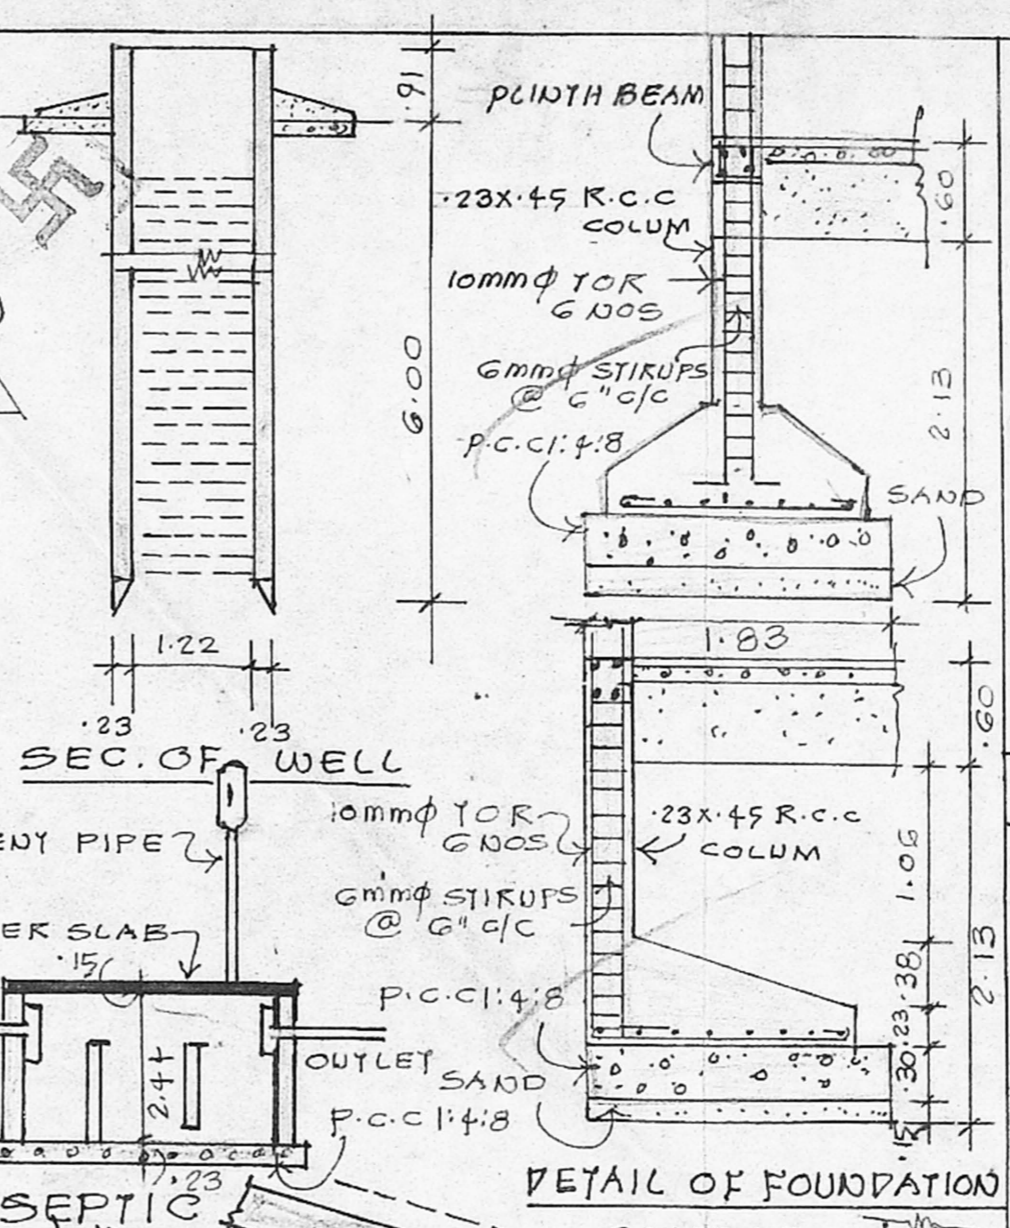 .91
6.00
1.22
.23
.23
SEC. OF WELL
PLINTH BEAM
.23X.45 R.C.C
COLUM
10mmϕ TOR
6 NOS
6mmϕ STIRUPS
@ 6" C/C
P.C.C 1:4:8
SAND
.60
2.13
1.83
10mmϕ TOR
6 NOS
.23X.45 R.C.C
COLUM
6mmϕ STIRUPS
@ 6" C/C
P.C.C 1:4:8
SAND
.60
1.06
.38
.23
.30
.15
2.13
DETAIL OF FOUNDATION
ENT PIPE
ER SLAB
.15
2.44
OUTLET
P.C.C 1:4:8
.23
SEPTIC